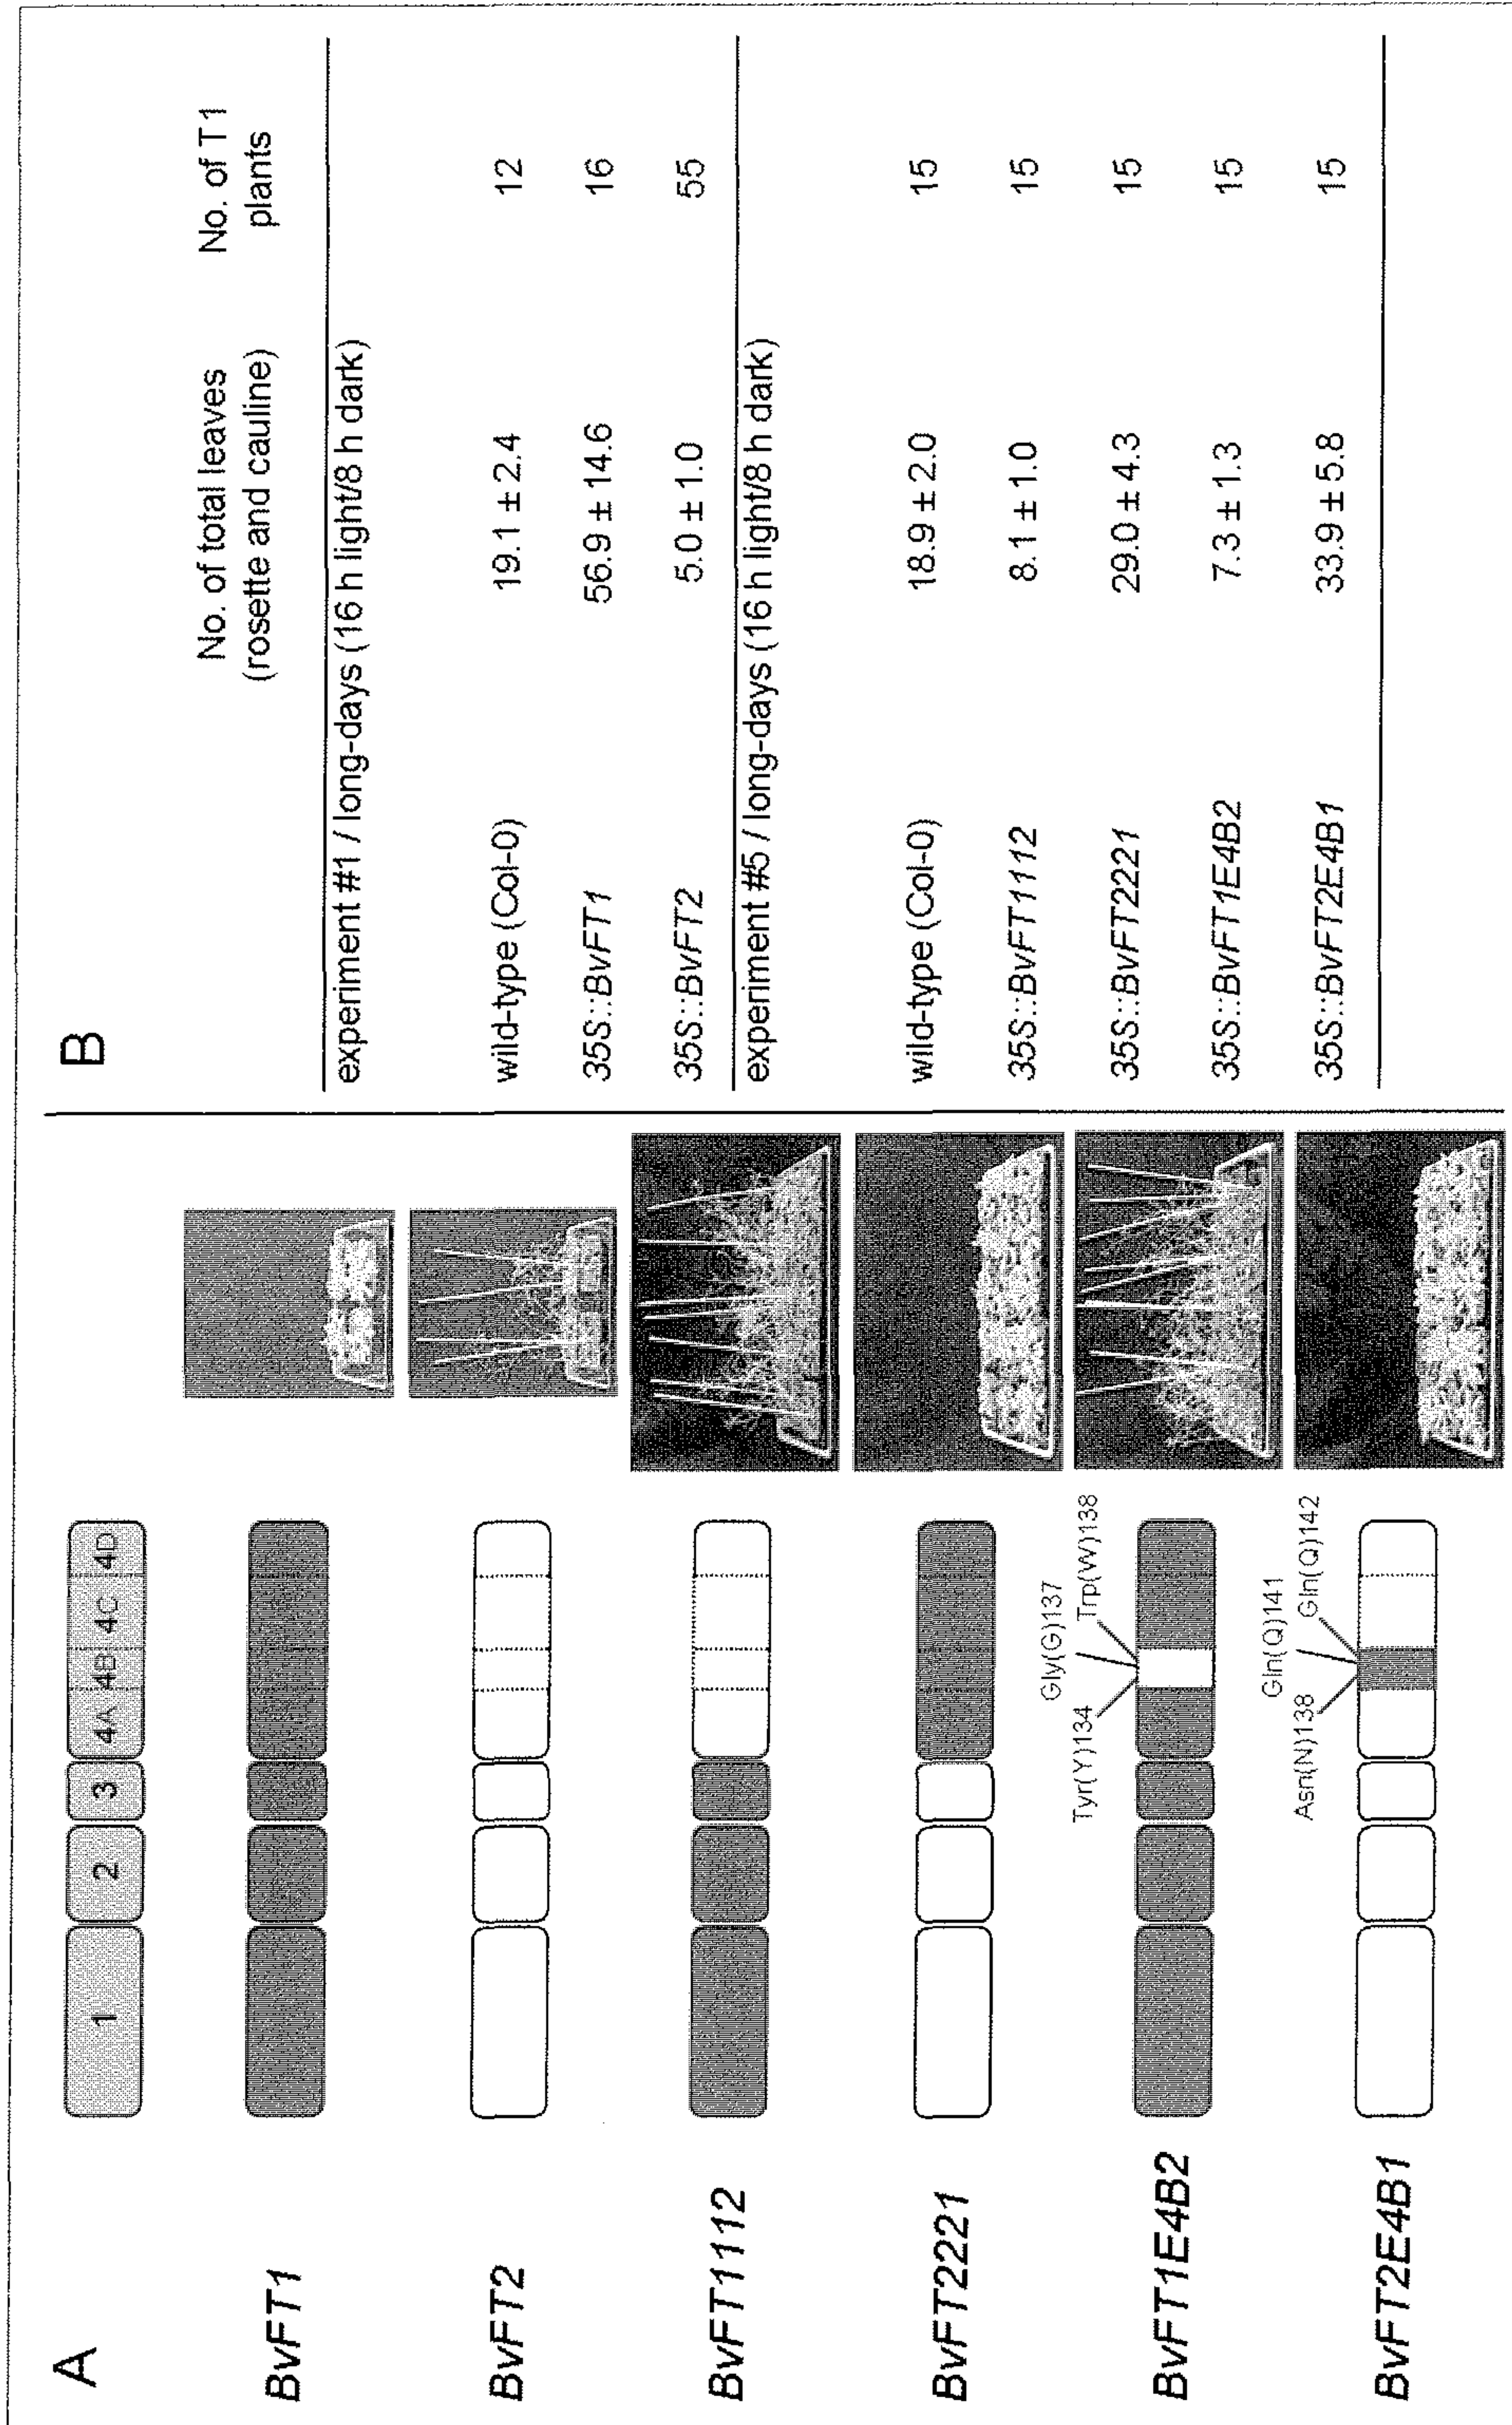 A
1 2 3 4A 4B 4C 4D
BvFT1
BvFT2
BvFT1112
BvFT2221
BvFT1E4B2
Tyr(Y)134
Gly(G)137
Trp(W)138
BvFT2E4B1
Asn(N)138
Gln(Q)141
Gln(Q)142
B
No. of total leaves
(rosette and cauline)
No. of T1
plants
experiment #1 / long-days (16 h light/8 h dark)
wild-type (Col-0) 19.1 ± 2.4 12
35S::BvFT1 56.9 ± 14.6 16
35S::BvFT2 5.0 ± 1.0 55
experiment #5 / long-days (16 h light/8 h dark)
wild-type (Col-0) 18.9 ± 2.0 15
35S::BvFT1112 8.1 ± 1.0 15
35S::BvFT2221 29.0 ± 4.3 15
35S::BvFT1E4B2 7.3 ± 1.3 15
35S::BvFT2E4B1 33.9 ± 5.8 15